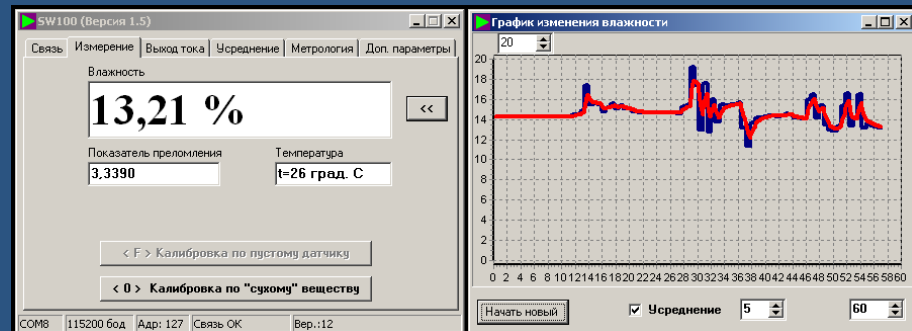 SW100 (Версия 1.5)
Связь Измерение Выход тока Усреднение Метрология Доп. параметры
Влажность
13,21 %
<<
Показатель преломления Температура
3,3390 t=26 град. С
< F > Калибровка по пустому датчику
< 0 > Калибровка по "сухому" веществу
COM8 115200 бод Адр: 127 Связь ОК Вер.:12
График изменения влажности
20
20
18
16
14
12
10
8
6
4
2
0
0 2 4 6 8 10 12 14 16 18 20 22 24 26 28 30 32 34 36 38 40 42 44 46 48 50 52 54 56 58 60
Начать новый Усреднение 5 60